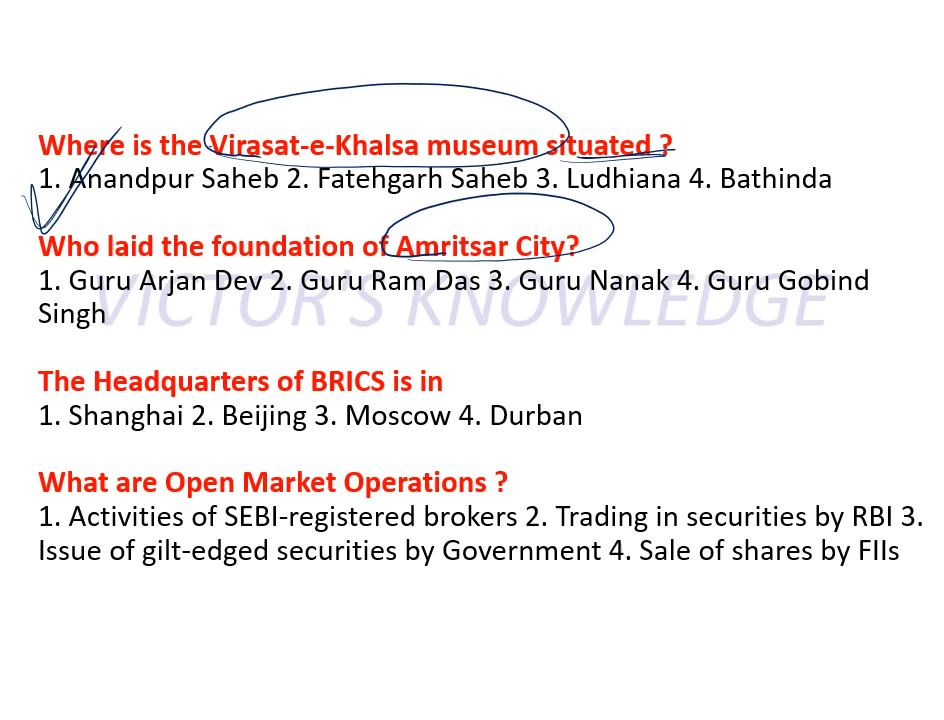 Where is the Virasat-e-Khalsa museum situated ?
1. Anandpur Saheb 2. Fatehgarh Saheb 3. Ludhiana 4. Bathinda
Who laid the foundation of Amritsar City?
1. Guru Arjan Dev 2. Guru Ram Das 3. Guru Nanak 4. Guru Gobind
Singh
VICTOR'S KNOWLEDGE
The Headquarters of BRICS is in
1. Shanghai 2. Beijing 3. Moscow 4. Durban
What are Open Market Operations ?
1. Activities of SEBI-registered brokers 2. Trading in securities by RBI 3.
Issue of gilt-edged securities by Government 4. Sale of shares by FIIs